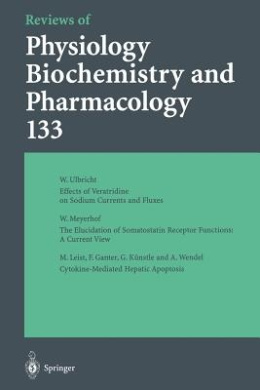 Reviews of
Physiology
Biochemistry and
Pharmacology
133
W. Ulbricht
Effects of Veratridine
on Sodium Currents and Fluxes
W. Meyerhof
The Elucidation of Somatostatin Receptor Functions:
A Current View
M. Leist, F. Ganter, G. Künstle and A. Wendel
Cytokine-Mediated Hepatic Apoptosis
Springer